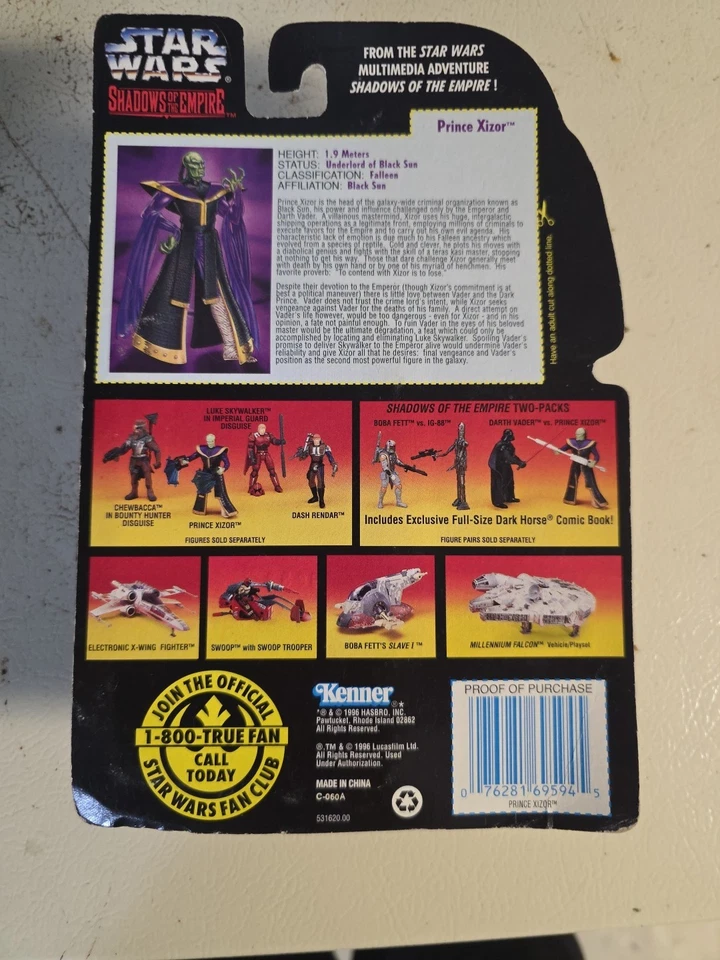 STAR WARS®
SHADOWS OF THE EMPIRE™
FROM THE STAR WARS
MULTIMEDIA ADVENTURE
SHADOWS OF THE EMPIRE!
Prince Xizor™
HEIGHT: 1.9 Meters
STATUS: Underlord of Black Sun
CLASSIFICATION: Falleen
AFFILIATION: Black Sun
Prince Xizor is the head of the galaxy-wide criminal organization known as
Black Sun, his power and influence challenged only by the Emperor and
Darth Vader. A villainous mastermind, Xizor uses his huge, intergalactic
shipping operations as a legitimate front, employing millions of criminals to
execute favors for the Empire and to carry out his own evil agenda. His
characteristic lack of emotion is due much to his Falleen ancestry which
evolved from a species of reptile. Cold and clever, he plots his moves with
a diabolical genius and fights with the skill of a teras kasi master, stopping
at nothing to get his way. Those that dare challenge Xizor generally meet
with death by his own hand or by one of his myriad of henchmen. His
favorite proverb: "To contend with Xizor is to lose."
Despite their devotion to the Emperor (though Xizor's commitment is at
best a political maneuver) there is little love between Vader and the Dark
Prince. Vader does not trust the crime lord's intent, while Xizor seeks
vengeance against Vader for the deaths of his family. A direct attempt on
Vader's life however, would be too dangerous - even for Xizor - and in his
opinion, a fate not painful enough. To ruin Vader in the eyes of his beloved
master would be the ultimate degradation, a feat which could only be
accomplished by locating and eliminating Luke Skywalker. Spoiling Vader's
promise to deliver Skywalker to the Emperor alive would undermine Vader's
reliability and give Xizor all that he desires: final vengeance and Vader's
position as the second most powerful figure in the galaxy.
Have an adult cut along dotted line.
LUKE SKYWALKER™
IN IMPERIAL GUARD
DISGUISE
CHEWBACCA™
IN BOUNTY HUNTER
DISGUISE
PRINCE XIZOR™
DASH RENDAR™
FIGURES SOLD SEPARATELY
SHADOWS OF THE EMPIRE TWO-PACKS
BOBA FETT™ vs. IG-88™
DARTH VADER™ vs. PRINCE XIZOR™
Includes Exclusive Full-Size Dark Horse® Comic Book!
FIGURE PAIRS SOLD SEPARATELY
ELECTRONIC X-WING FIGHTER™
SWOOP™ with SWOOP TROOPER
BOBA FETT'S SLAVE I™
MILLENNIUM FALCON™ Vehicle/Playset
JOIN THE OFFICIAL
1-800-TRUE FAN
CALL
TODAY
STAR WARS FAN CLUB
Kenner®*
*® & © 1996 HASBRO, INC.
Pawtucket, Rhode Island 02862
All Rights Reserved.
®,™ & © 1996 Lucasfilm Ltd.
All Rights Reserved. Used
Under Authorization.
MADE IN CHINA
C-060A
531620.00
PROOF OF PURCHASE
0 76281 69594 5
PRINCE XIZOR™